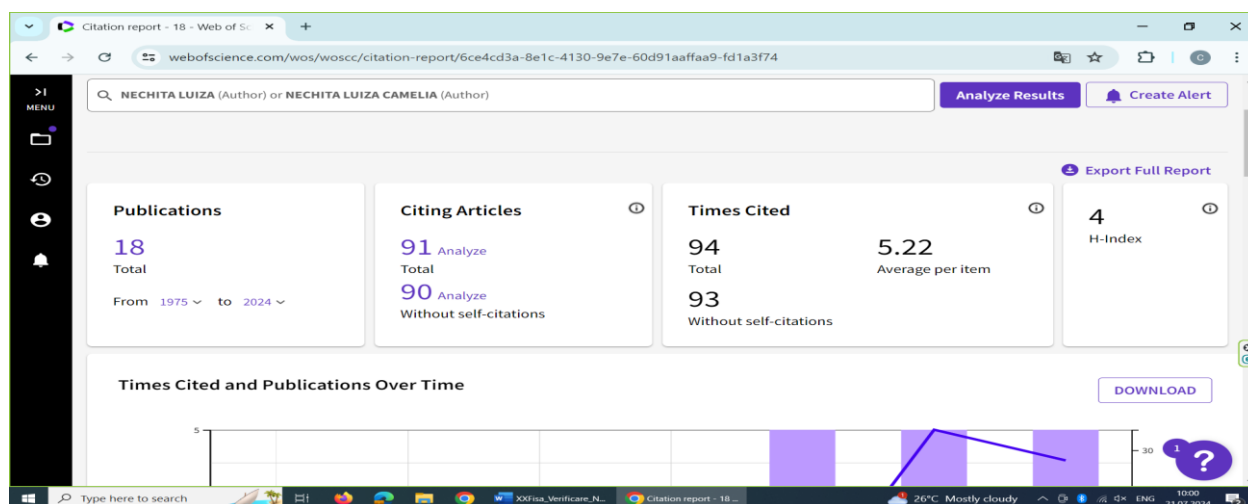 Citation report - 18 - Web of Sc
webofscience.com/wos/woscc/citation-report/6ce4cd3a-8e1c-4130-9e7e-60d91aaffaa9-fd1a3f74
MENU
NECHITA LUIZA (Author) or NECHITA LUIZA CAMELIA (Author)
Analyze Results
Create Alert
Export Full Report
Publications
18
Total
From 1975 to 2024
Citing Articles
91 Analyze
Total
90 Analyze
Without self-citations
Times Cited
94
Total
5.22
Average per item
93
Without self-citations
4
H-Index
Times Cited and Publications Over Time
DOWNLOAD
5
30
1
?
Type here to search
XXFisa_Verificare_N...
Citation report - 18 ...
26°C Mostly cloudy
ENG
10:00
31.07.2024